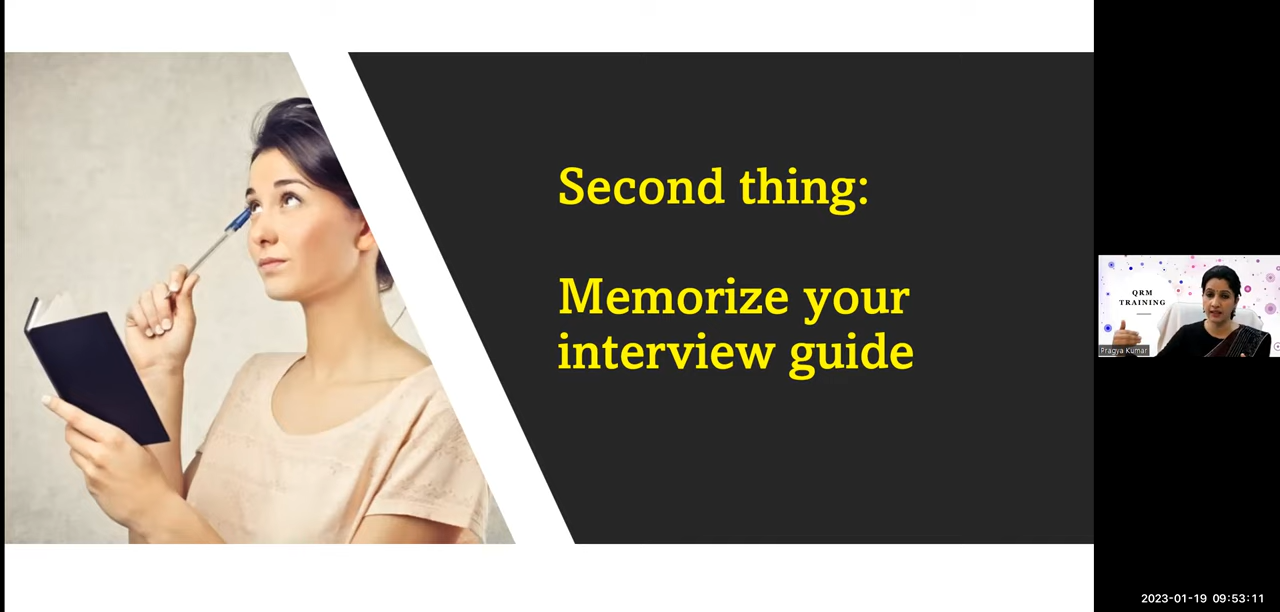 Second thing:
Memorize your
interview guide
QRM
TRAINING
Pragya Kumar
2023-01-19 09:53:11